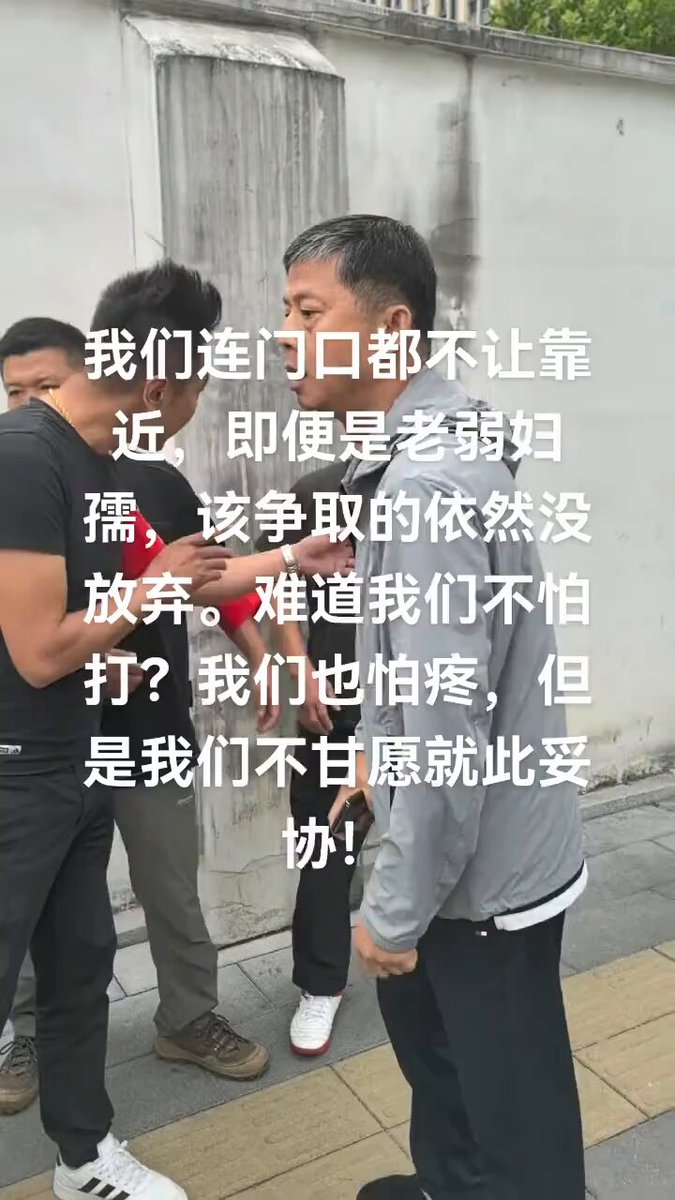 我们连门口都不让靠
近，即便是老弱妇
孺，该争取的依然没
放弃。难道我们不怕
打？我们也怕疼，但
是我们不甘愿就此妥
协！